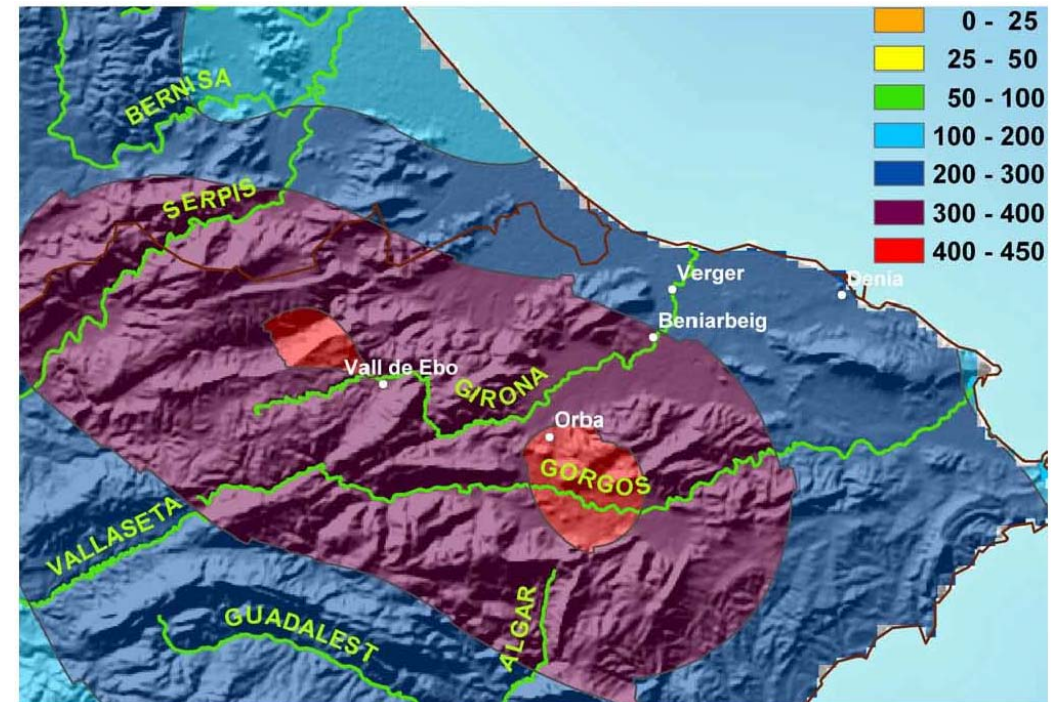 0 - 25
25 - 50
50 - 100
100 - 200
200 - 300
300 - 400
400 - 450
BERNISA
SERPIS
Verger
Denia
Beniarbeig
Vall de Ebo
GIRONA
Orba
GORGOS
VALLASETA
GUADALEST
ALGAR